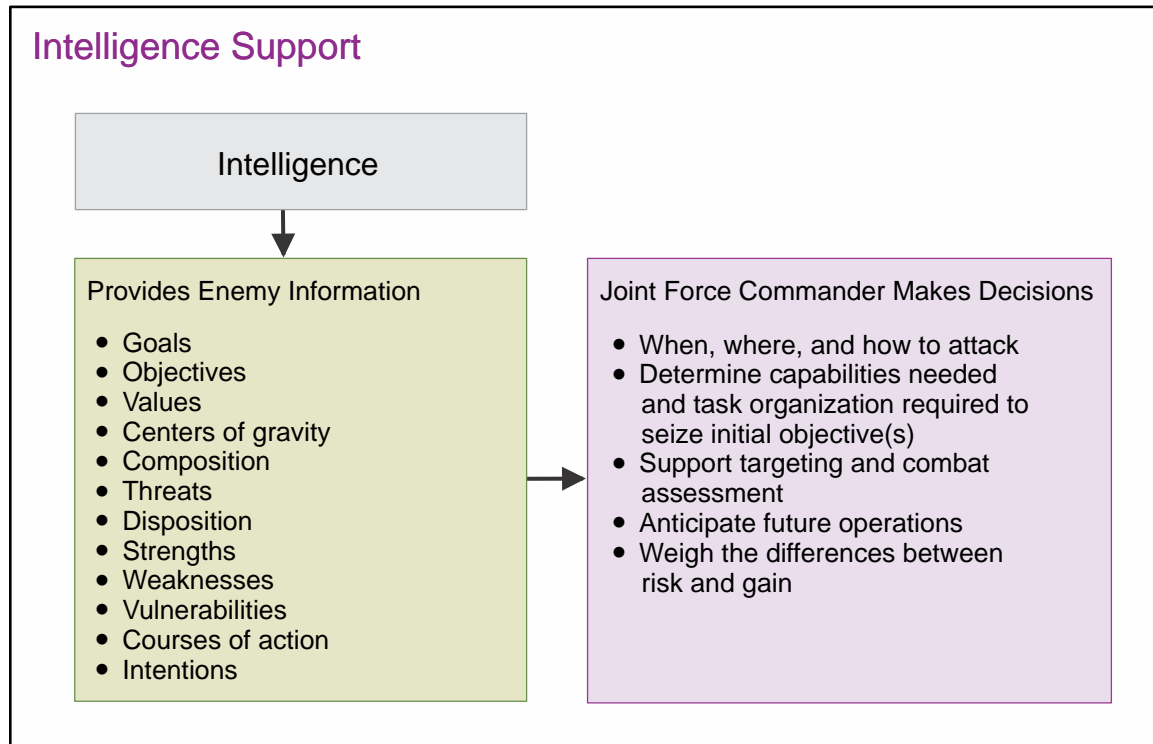 Intelligence Support
Intelligence
Provides Enemy Information
• Goals
• Objectives
• Values
• Centers of gravity
• Composition
• Threats
• Disposition
• Strengths
• Weaknesses
• Vulnerabilities
• Courses of action
• Intentions
Joint Force Commander Makes Decisions
• When, where, and how to attack
• Determine capabilities needed
and task organization required to
seize initial objective(s)
• Support targeting and combat
assessment
• Anticipate future operations
• Weigh the differences between
risk and gain